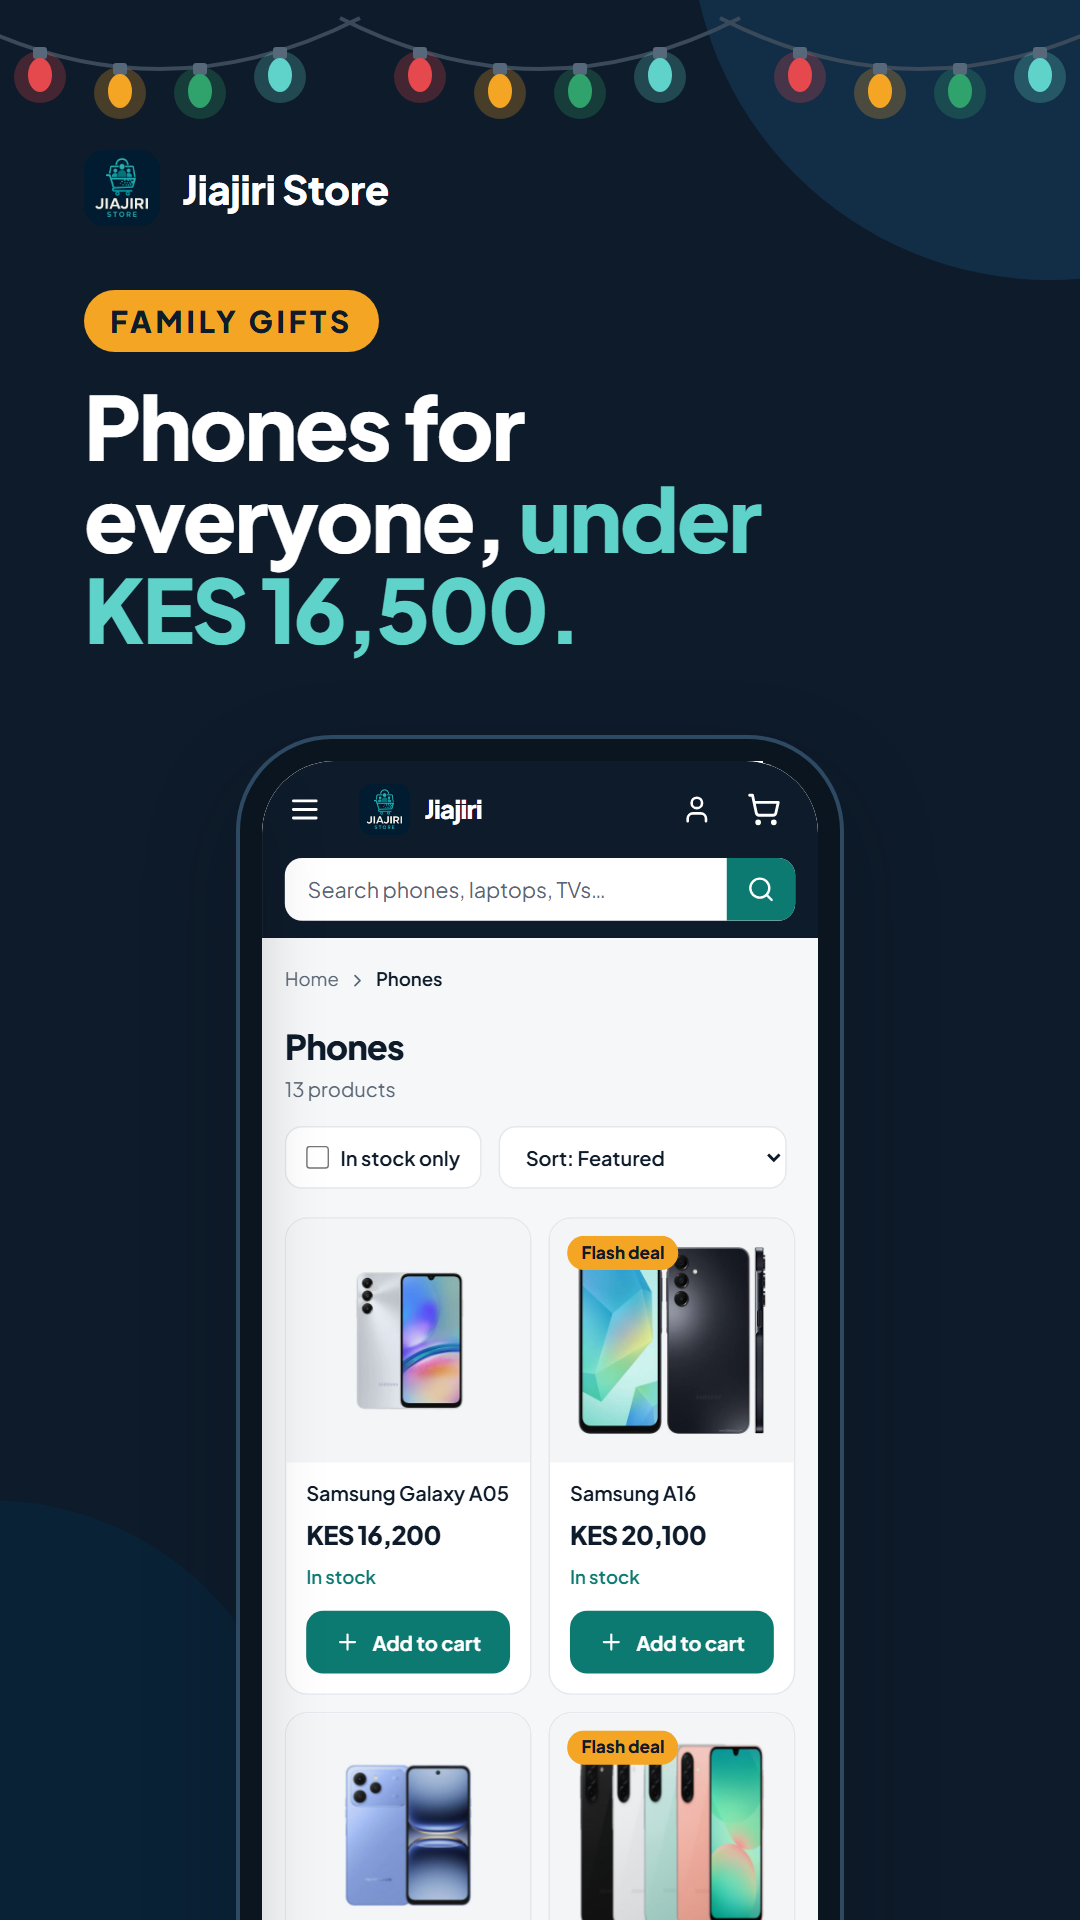 JIAJIRI
STORE
Jiajiri Store
FAMILY GIFTS
Phones for
everyone, under
KES 16,500.
JIAJIRI
STORE
Jiajiri
Search phones, laptops, TVs...
Home > Phones
Phones
13 products
In stock only
Sort: Featured
Flash deal
Samsung Galaxy A05
Samsung A16
KES 16,200
KES 20,100
In stock
In stock
+ Add to cart
+ Add to cart
Flash deal